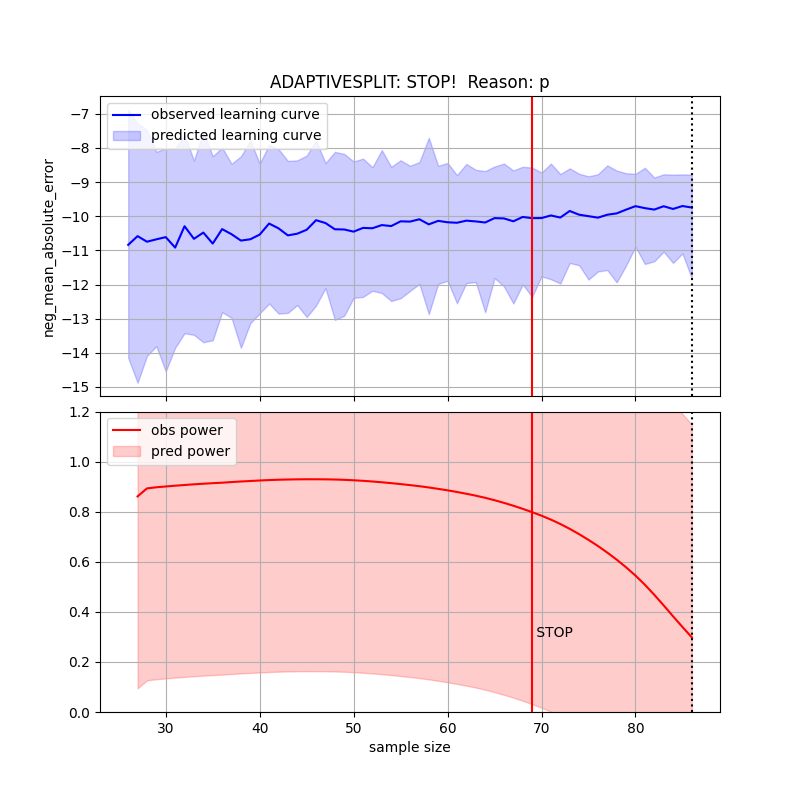 ADAPTIVESPLIT: STOP!  Reason: p
observed learning curve
predicted learning curve
neg_mean_absolute_error
−7
−8
−9
−10
−11
−12
−13
−14
−15
obs power
pred power
1.2
1.0
0.8
0.6
0.4
0.2
0.0
STOP
30 40 50 60 70 80
sample size